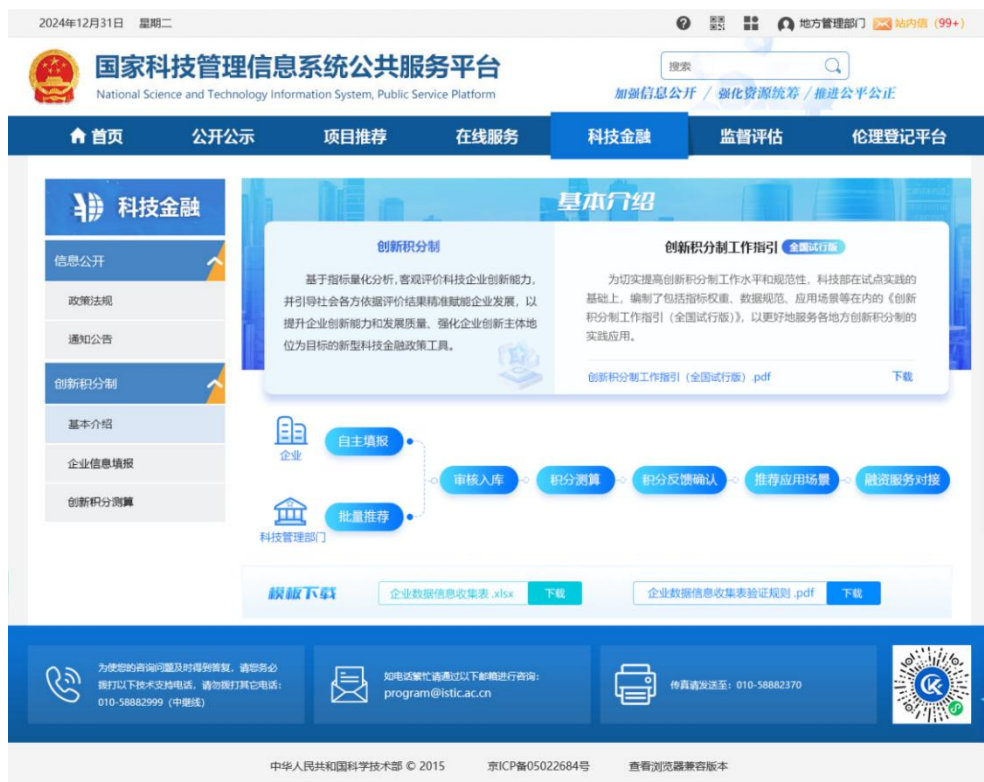 2024年12月31日 星期二
地方管理部门 站内信（99+）
国家科技管理信息系统公共服务平台
National Science and Technology Information System, Public Service Platform
搜索
加强信息公开 / 强化资源统筹 / 推进公平公正
首页 公开公示 项目推荐 在线服务 科技金融 监督评估 伦理登记平台
科技金融
信息公开
政策法规
通知公告
创新积分制
基本介绍
企业信息填报
创新积分测算
基本介绍
创新积分制
基于指标量化分析，客观评价科技企业创新能力，
并引导社会各方依据评价结果精准赋能企业发展，以
提升企业创新能力和发展质量、强化企业创新主体地
位为目标的新型科技金融政策工具。
创新积分制工作指引 全国试行版
为切实提高创新积分制工作水平和规范性，科技部在试点实践的
基础上，编制了包括指标权重、数据规范、应用场景等在内的《创新
积分制工作指引（全国试行版）》，以更好地服务各地方创新积分制的
实践应用。
创新积分制工作指引（全国试行版）.pdf 下载
企业
自主填报
科技管理部门
批量推荐
审核入库 积分测算 积分反馈确认 推荐应用场景 融资服务对接
模板下载 企业数据信息收集表 .xlsx 下载 企业数据信息收集表验证规则 .pdf 下载
为使您的咨询问题及时得到答复，请您务必
拨打以下技术支持电话，请勿拨打其它电话：
010-58882999（中继线）
如电话繁忙请通过以下邮箱进行咨询：
program@istic.ac.cn
传真请发送至：010-58882370
中华人民共和国科学技术部 © 2015 京ICP备05022684号 查看浏览器兼容版本